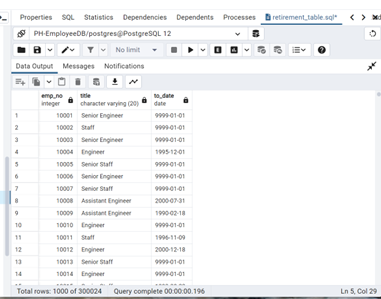 Properties SQL Statistics Dependencies Dependents Processes retirement_table.sql*
PH-EmployeeDB/postgres@PostgreSQL 12
No limit
Data Output Messages Notifications
emp_no title to_date
integer character varying (20) date
1 10001 Senior Engineer 9999-01-01
2 10002 Staff 9999-01-01
3 10003 Senior Engineer 9999-01-01
4 10004 Engineer 1995-12-01
5 10005 Senior Staff 9999-01-01
6 10006 Senior Engineer 9999-01-01
7 10007 Senior Staff 9999-01-01
8 10008 Assistant Engineer 2000-07-31
9 10009 Assistant Engineer 1990-02-18
10 10010 Engineer 9999-01-01
11 10011 Staff 1996-11-09
12 10012 Engineer 2000-12-18
13 10013 Senior Staff 9999-01-01
14 10014 Engineer 9999-01-01
Total rows: 1000 of 300024 Query complete 00:00:00.196 Ln 5, Col 29